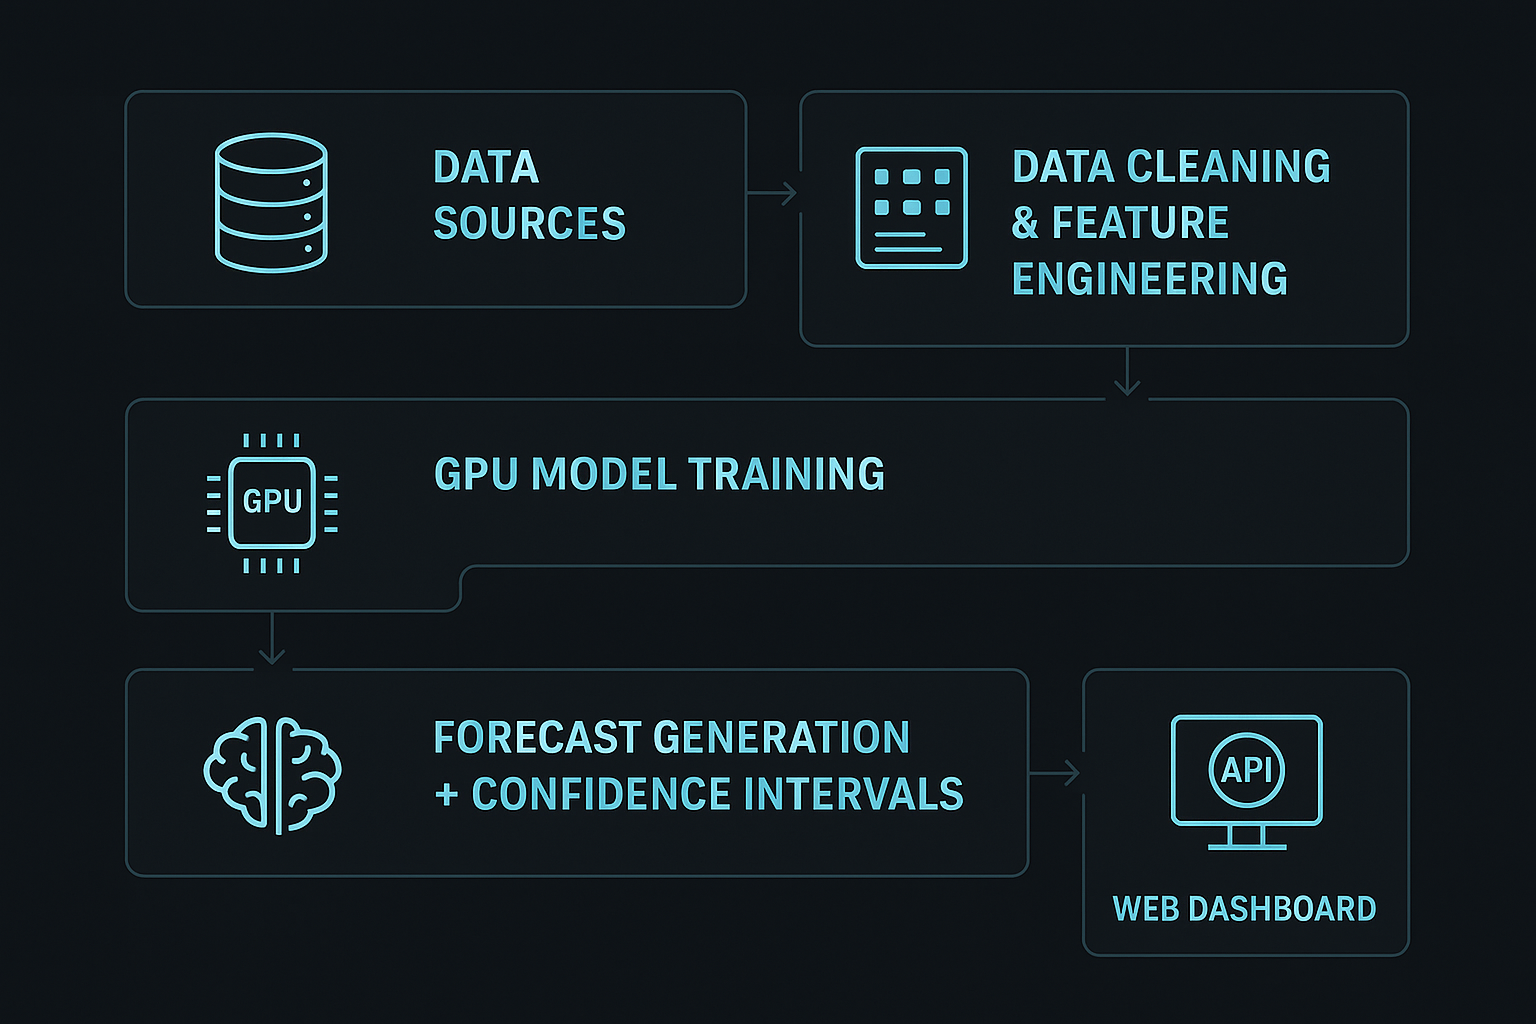 DATA
SOURCES
DATA CLEANING
& FEATURE
ENGINEERING
GPU
GPU MODEL TRAINING
FORECAST GENERATION
+ CONFIDENCE INTERVALS
API
WEB DASHBOARD